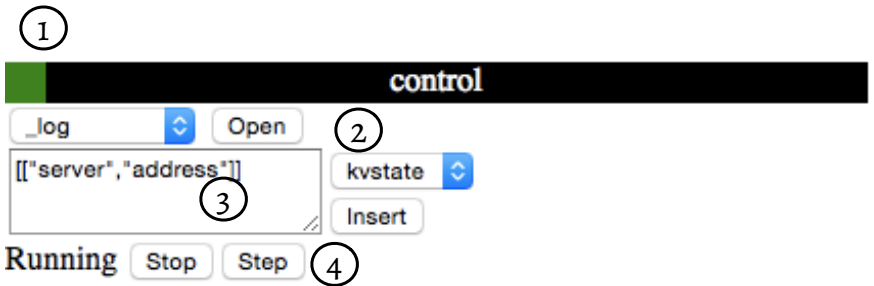 1
control
_log Open 2
[["server","address"]] kvstate
3
Insert
Running Stop Step 4